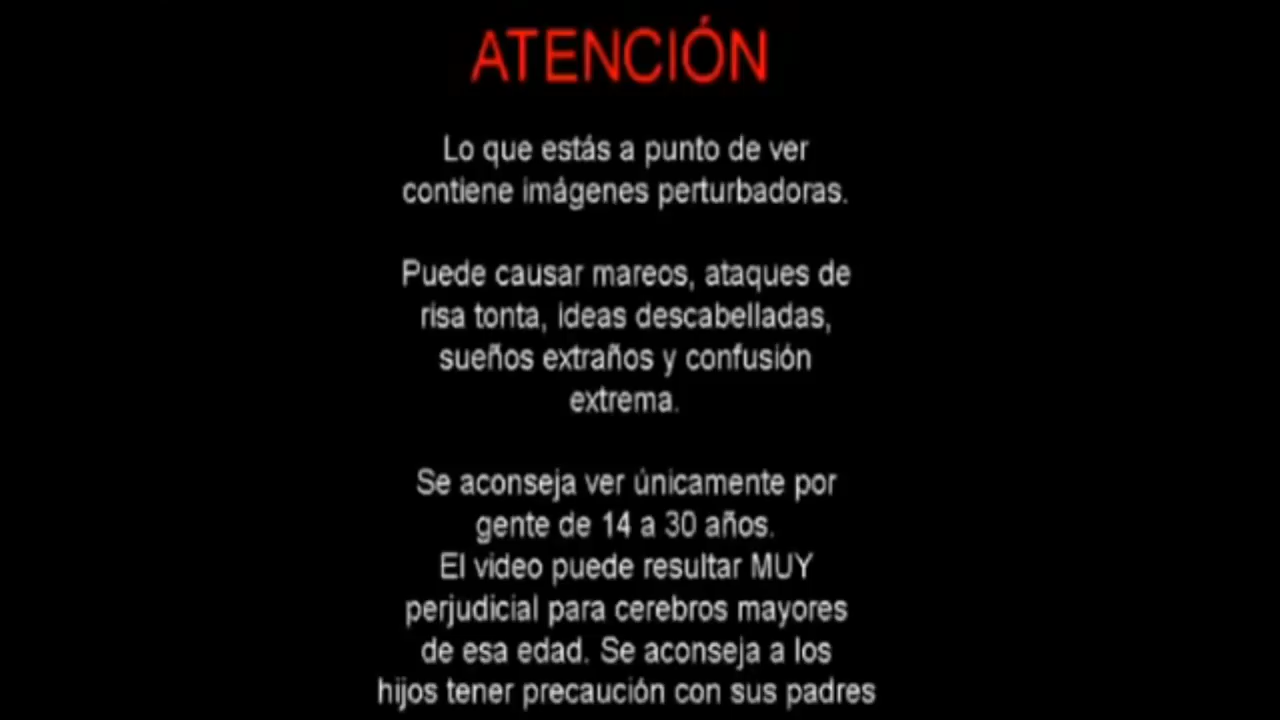 ATENCIÓN
Lo que estás a punto de ver
contiene imágenes perturbadoras.
Puede causar mareos, ataques de
risa tonta, ideas descabelladas,
sueños extraños y confusión
extrema.
Se aconseja ver únicamente por
gente de 14 a 30 años.
El video puede resultar MUY
perjudicial para cerebros mayores
de esa edad. Se aconseja a los
hijos tener precaución con sus padres